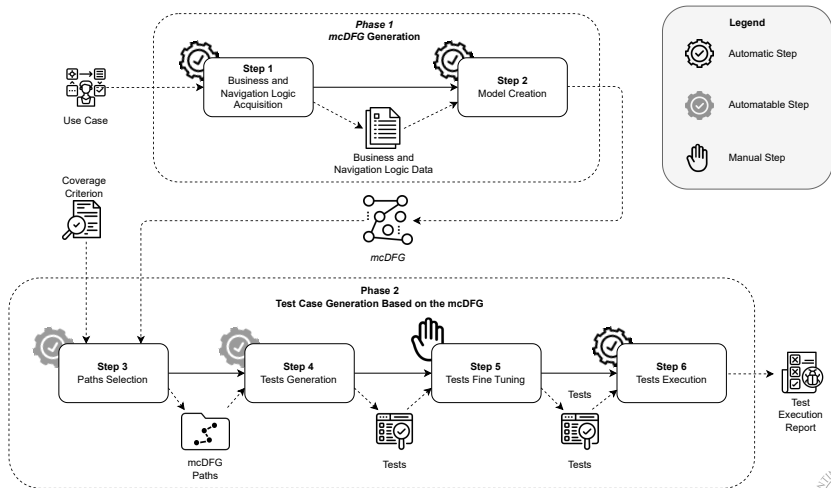 Phase 1
mcDFG Generation
Step 1
Business and
Navigation Logic
Acquisition
Step 2
Model Creation
Use Case
Business and
Navigation Logic Data
Legend
Automatic Step
Automatable Step
Manual Step
Coverage
Criterion
mcDFG
Phase 2
Test Case Generation Based on the mcDFG
Step 3
Paths Selection
Step 4
Tests Generation
Step 5
Tests Fine Tuning
Step 6
Tests Execution
Tests
mcDFG
Paths
Tests
Tests
Test
Execution
Report